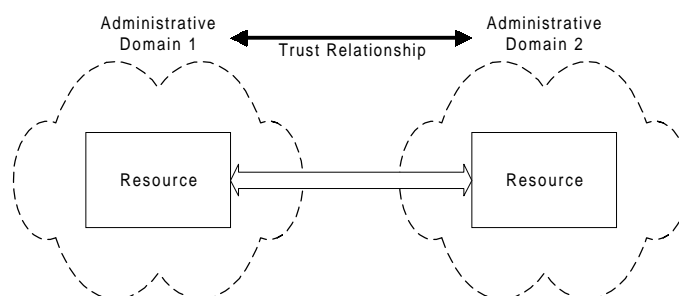 Administrative
Domain 1
Trust Relationship
Administrative
Domain 2
Resource
Resource